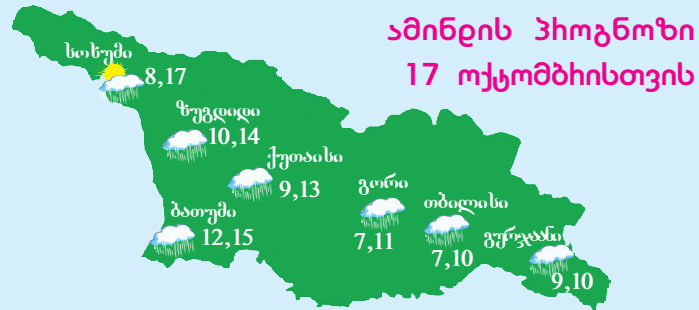 ამინდის პროგნოზი
17 ოქტომბრისთვის
სოხუმი
8,17
ზუგდიდი
10,14
ქუთაისი
9,13
გორი
7,11
თბილისი
7,10
ბათუმი
12,15
გურჯაანი
9,10